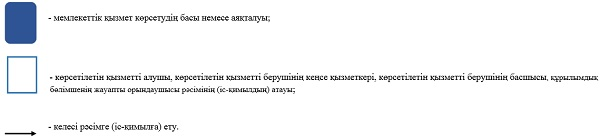 - мемлекеттік қызмет көрсетудің басы немесе аяқталуы;
- көрсетілетін қызметті алушы, көрсетілетін қызметті берушінің кеңсе қызметкері, көрсетілетін қызметті берушінің басшысы, құрылымдық
бөлімшенің жауапты орындаушысы рәсімінің (іс-қимылдың) атауы;
- келесі рәсімге (іс-қимылға) өту.